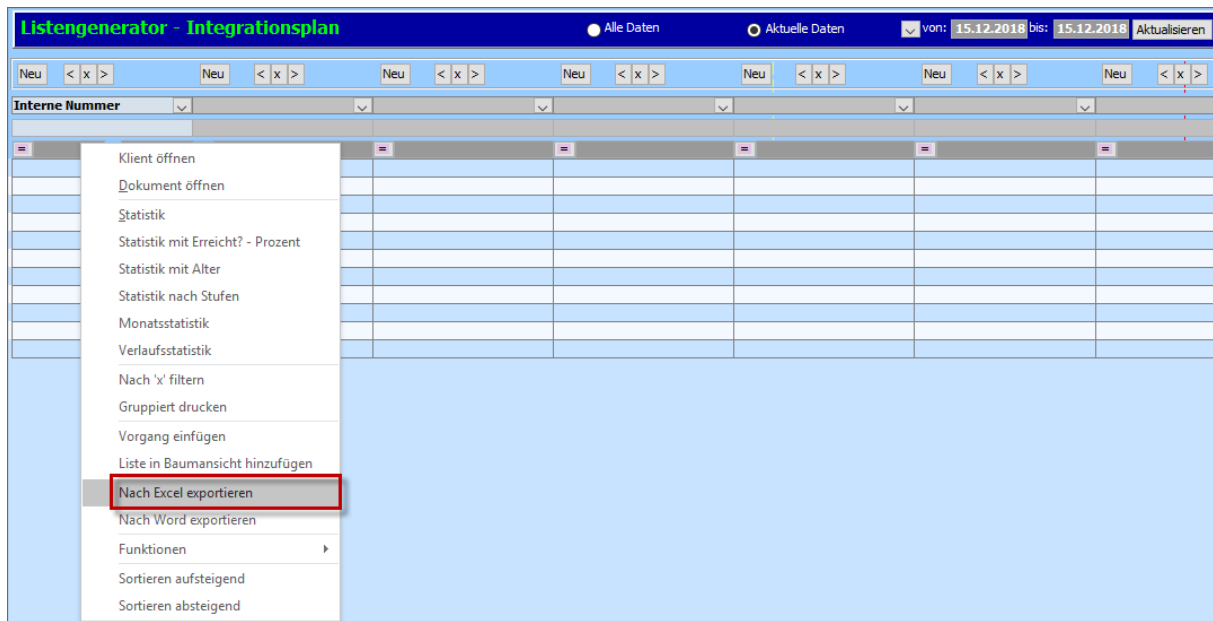 Listengenerator - Integrationsplan Alle Daten Aktuelle Daten von: 15.12.2018 bis: 15.12.2018 Aktualisieren
Neu < x > Neu < x > Neu < x > Neu < x > Neu < x > Neu < x > Neu < x >
Interne Nummer
= = = = = =
Klient öffnen
Dokument öffnen
Statistik
Statistik mit Erreicht? - Prozent
Statistik mit Alter
Statistik nach Stufen
Monatsstatistik
Verlaufsstatistik
Nach 'x' filtern
Gruppiert drucken
Vorgang einfügen
Liste in Baumansicht hinzufügen
Nach Excel exportieren
Nach Word exportieren
Funktionen
Sortieren aufsteigend
Sortieren absteigend